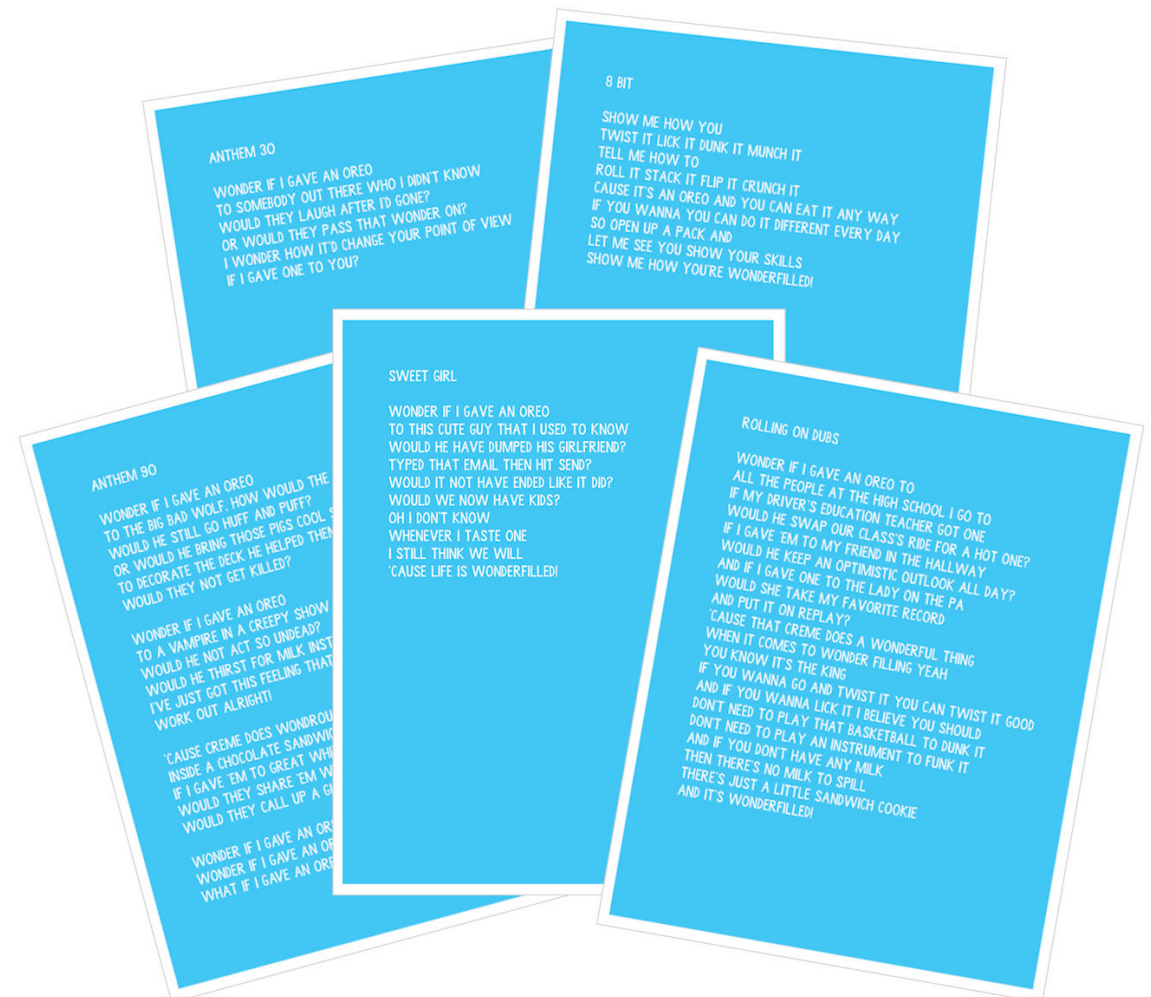 ANTHEM 30
WONDER IF I GAVE AN OREO
TO SOMEBODY OUT THERE WHO I DIDN'T KNOW
WOULD THEY LAUGH AFTER I'D GONE?
OR WOULD THEY PASS THAT WONDER ON?
I WONDER HOW IT'D CHANGE YOUR POINT OF VIEW
IF I GAVE ONE TO YOU?
8 BIT
SHOW ME HOW YOU
TWIST IT LICK IT DUNK IT MUNCH IT
TELL ME HOW TO
ROLL IT STACK IT FLIP IT CRUNCH IT
CAUSE IT'S AN OREO AND YOU CAN EAT IT ANY WAY
IF YOU WANNA YOU CAN DO IT DIFFERENT EVERY DAY
SO OPEN UP A PACK AND
LET ME SEE YOU SHOW YOUR SKILLS
SHOW ME HOW YOU'RE WONDERFILLED!
ANTHEM 90
WONDER IF I GAVE AN OREO
TO THE BIG BAD WOLF. HOW WOULD THE
WOULD HE STILL GO HUFF AND PUFF?
OR WOULD HE BRING THOSE PIGS COOL
TO DECORATE THE DECK HE HELPED THEM
WOULD THEY NOT GET KILLED?
WONDER IF I GAVE AN OREO
TO A VAMPIRE IN A CREEPY SHOW
WOULD HE NOT ACT SO UNDEAD?
WOULD HE THIRST FOR MILK
I'VE JUST GOT THIS FEELING THAT
WORK OUT ALRIGHT!
'CAUSE CREME DOES
INSIDE A CHOCOLATE
IF I GAVE 'EM TO GREAT
WOULD THEY SHARE 'EM
WOULD THEY CALL UP A
WONDER IF I GAVE AN
WONDER IF I GAVE AN
WHAT IF I GAVE AN
SWEET GIRL
WONDER IF I GAVE AN OREO
TO THIS CUTE GUY THAT I USED TO KNOW
WOULD HE HAVE DUMPED HIS GIRLFRIEND?
TYPED THAT EMAIL THEN HIT SEND?
WOULD IT NOT HAVE ENDED LIKE IT DID?
WOULD WE NOW HAVE KIDS?
OH I DON'T KNOW
WHENEVER I TASTE ONE
I STILL THINK WE WILL
'CAUSE LIFE IS WONDERFILLED!
ROLLING ON DUBS
WONDER IF I GAVE AN OREO TO
ALL THE PEOPLE AT THE HIGH SCHOOL I GO TO
IF MY DRIVER'S EDUCATION TEACHER GOT ONE
WOULD HE SWAP OUR CLASS'S RIDE FOR A HOT ONE?
IF I GAVE 'EM TO MY FRIEND IN THE HALLWAY
WOULD HE KEEP AN OPTIMISTIC OUTLOOK ALL DAY?
AND IF I GAVE ONE TO THE LADY ON THE PA
WOULD SHE TAKE MY FAVORITE RECORD
AND PUT IT ON REPLAY?
'CAUSE THAT CREME DOES A WONDERFUL THING
WHEN IT COMES TO WONDER FILLING YEAH
YOU KNOW IT'S THE KING
IF YOU WANNA GO AND TWIST IT YOU CAN TWIST IT GOOD
AND IF YOU WANNA LICK IT I BELIEVE YOU SHOULD
DON'T NEED TO PLAY THAT BASKETBALL TO DUNK IT
DON'T NEED TO PLAY AN INSTRUMENT TO FUNK IT
AND IF YOU DON'T HAVE ANY MILK
THEN THERE'S NO MILK TO SPILL
THERE'S JUST A LITTLE SANDWICH COOKIE
AND IT'S WONDERFILLED!